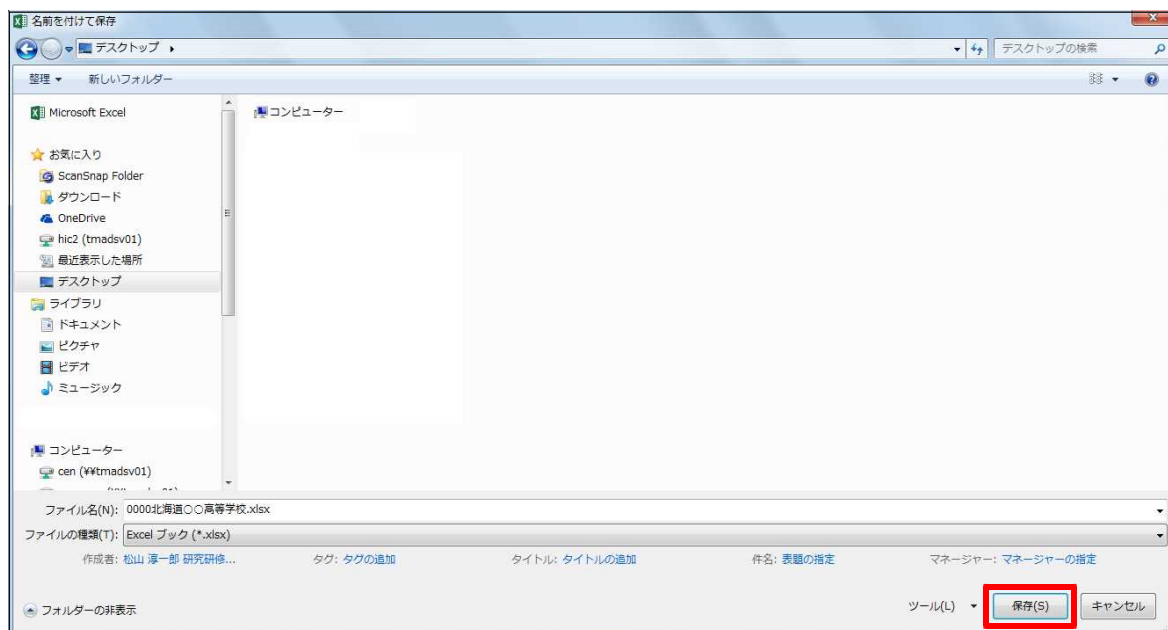 名前を付けて保存
デスクトップ
デスクトップの検索
整理 新しいフォルダー
Microsoft Excel
お気に入り
ScanSnap Folder
ダウンロード
OneDrive
hic2 (tmadsv01)
最近表示した場所
デスクトップ
ライブラリ
ドキュメント
ピクチャ
ビデオ
ミュージック
コンピューター
cen (¥¥tmadsv01)
コンピューター
ファイル名(N): 0000北海道○○高等学校.xlsx
ファイルの種類(T): Excel ブック (*.xlsx)
作成者: 松山 淳一郎 研究研修... タグ: タグの追加 タイトル: タイトルの追加 件名: 表題の指定 マネージャー: マネージャーの指定
フォルダーの非表示
ツール(L) 保存(S) キャンセル